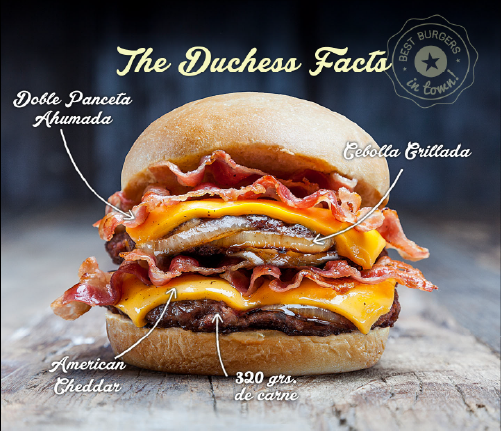 The Duchess Facts
BEST BURGERS
in town!
Doble Panceta
Ahumada
Cebolla Grillada
American
Cheddar
320 grs.
de carne